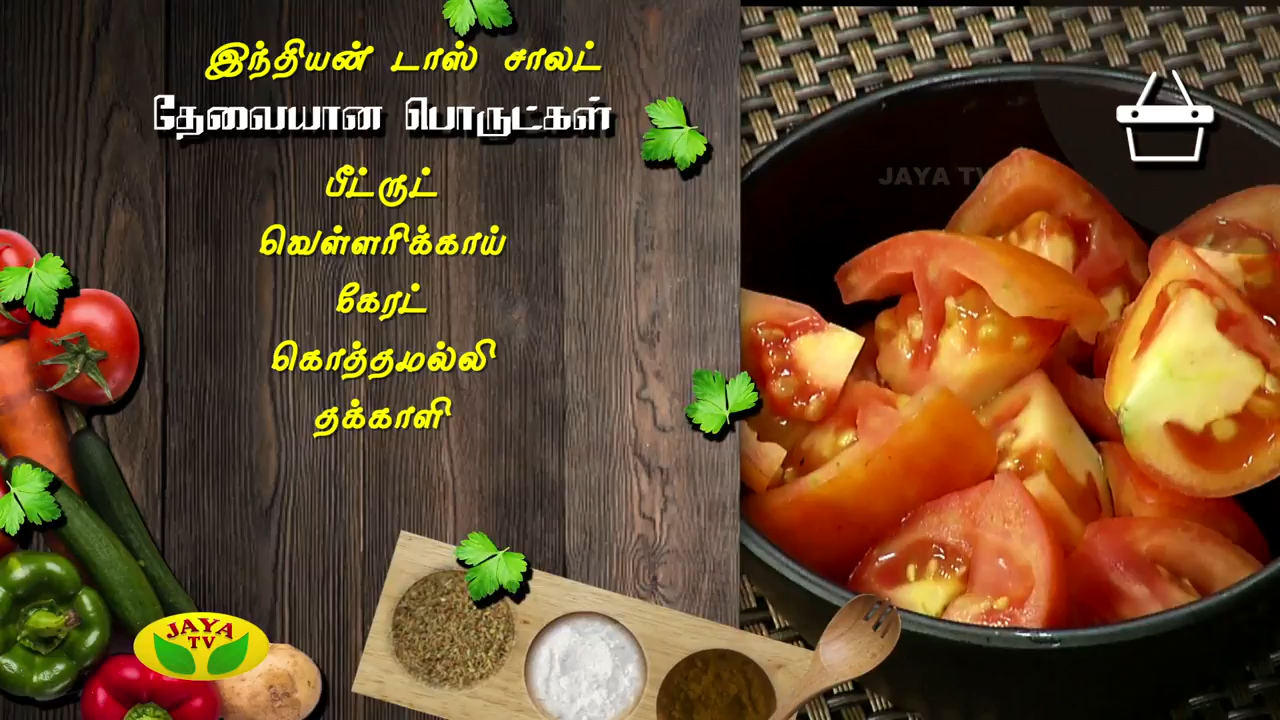 இந்தியன் டாஸ் சாலட்
தேவையான பொருட்கள்
பீட்ரூட்
வெள்ளரிக்காய்
கேரட்
கொத்தமல்லி
தக்காளி
JAYA TV
JAYA
TV